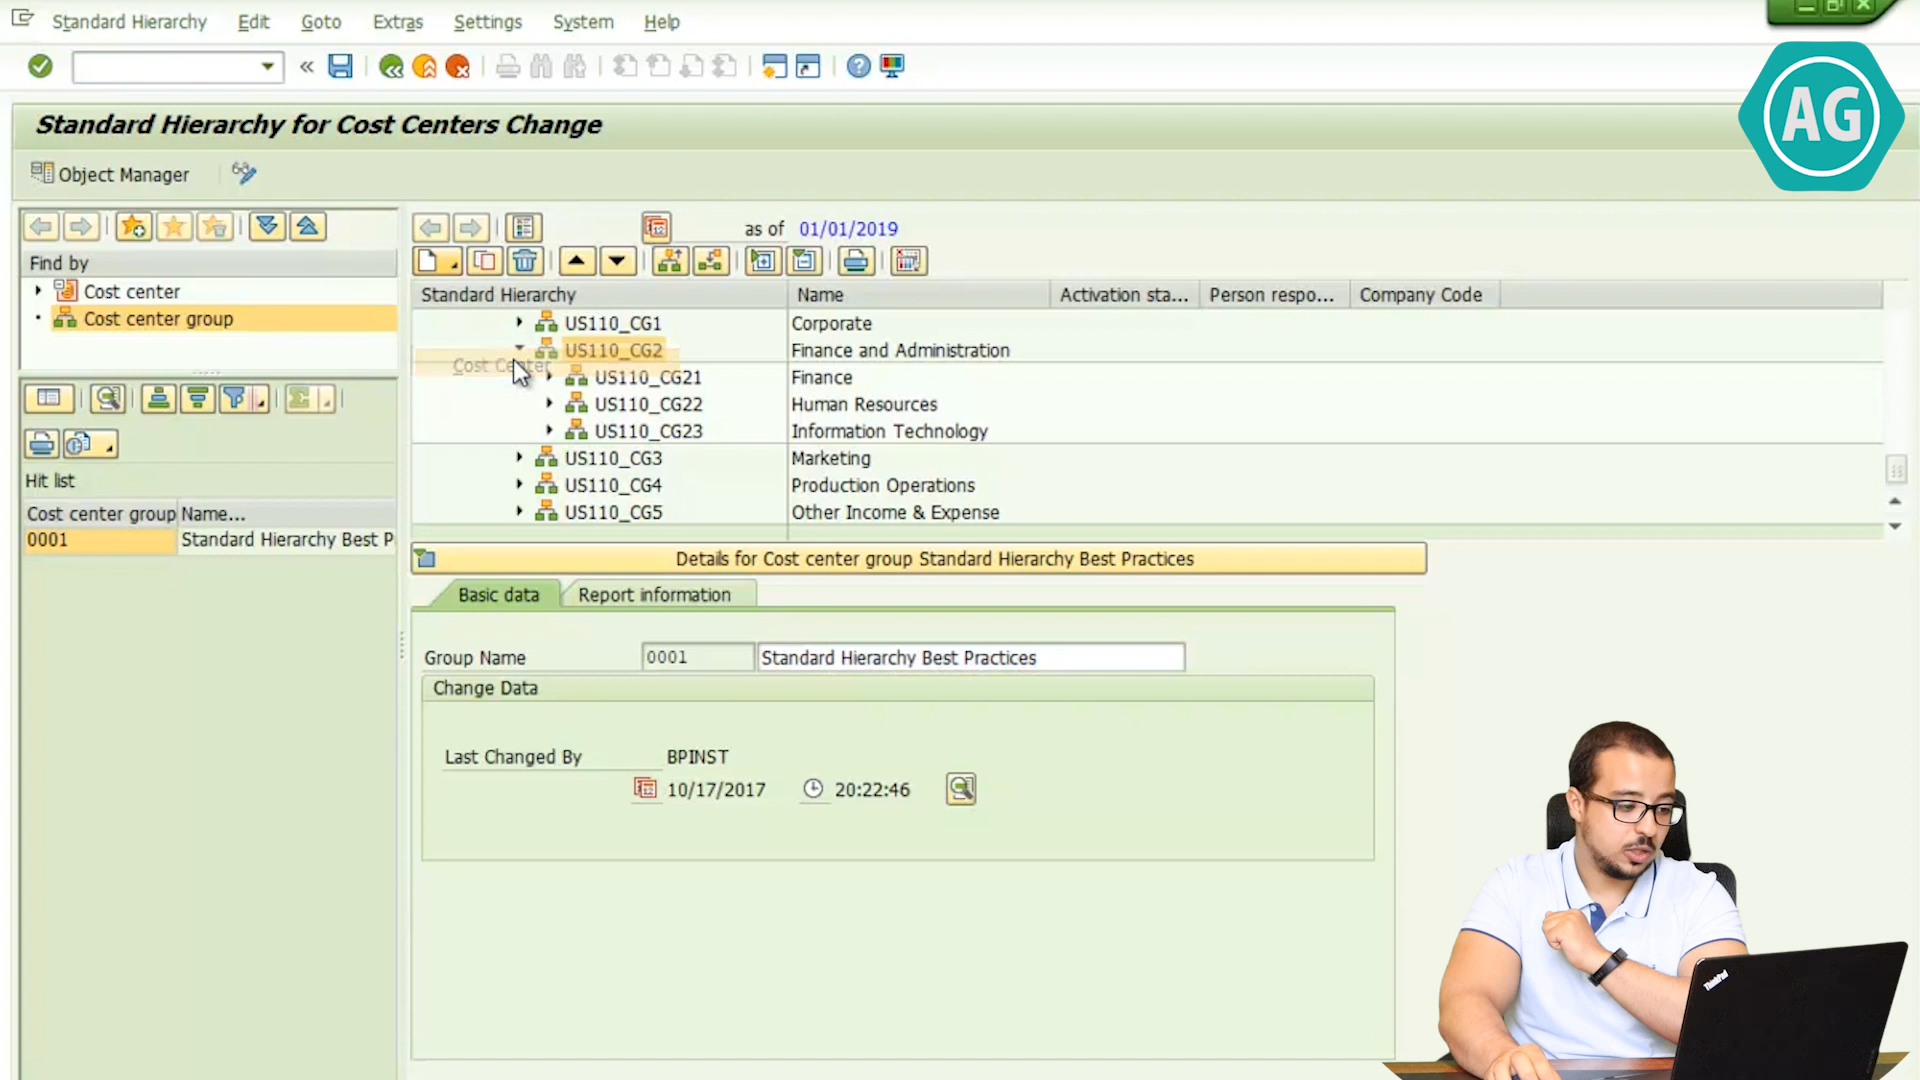 Standard Hierarchy Edit Goto Extras Settings System Help
AG
Standard Hierarchy for Cost Centers Change
Object Manager
as of 01/01/2019
Find by
Cost center
Cost center group
Standard Hierarchy Name Activation sta... Person respo... Company Code
US110_CG1 Corporate
US110_CG2 Finance and Administration
Cost Center
US110_CG21 Finance
US110_CG22 Human Resources
US110_CG23 Information Technology
US110_CG3 Marketing
US110_CG4 Production Operations
US110_CG5 Other Income & Expense
Hit list
Cost center group Name...
0001 Standard Hierarchy Best P
Details for Cost center group Standard Hierarchy Best Practices
Basic data Report information
Group Name 0001 Standard Hierarchy Best Practices
Change Data
Last Changed By BPINST
10/17/2017 20:22:46
ThinkPad